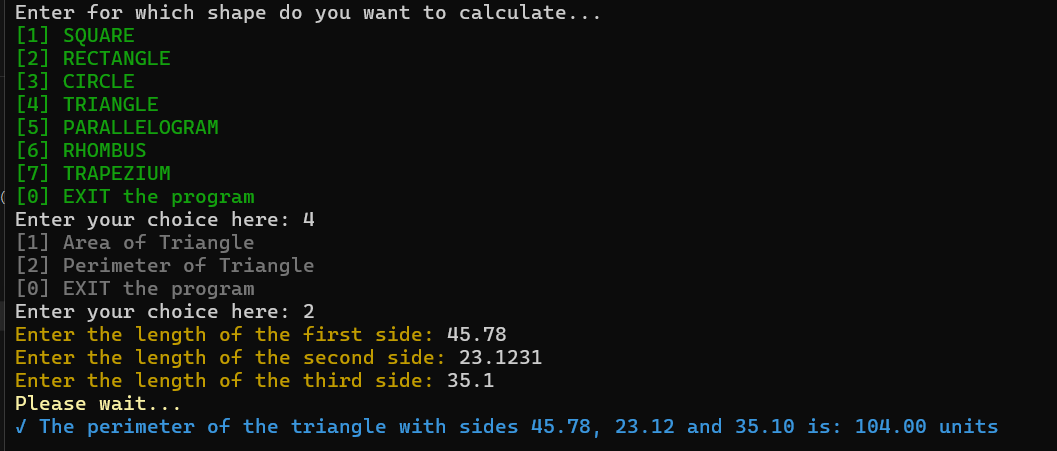 Enter for which shape do you want to calculate...
[1] SQUARE
[2] RECTANGLE
[3] CIRCLE
[4] TRIANGLE
[5] PARALLELOGRAM
[6] RHOMBUS
[7] TRAPEZIUM
[0] EXIT the program
Enter your choice here: 4
[1] Area of Triangle
[2] Perimeter of Triangle
[0] EXIT the program
Enter your choice here: 2
Enter the length of the first side: 45.78
Enter the length of the second side: 23.1231
Enter the length of the third side: 35.1
Please wait...
√ The perimeter of the triangle with sides 45.78, 23.12 and 35.10 is: 104.00 units